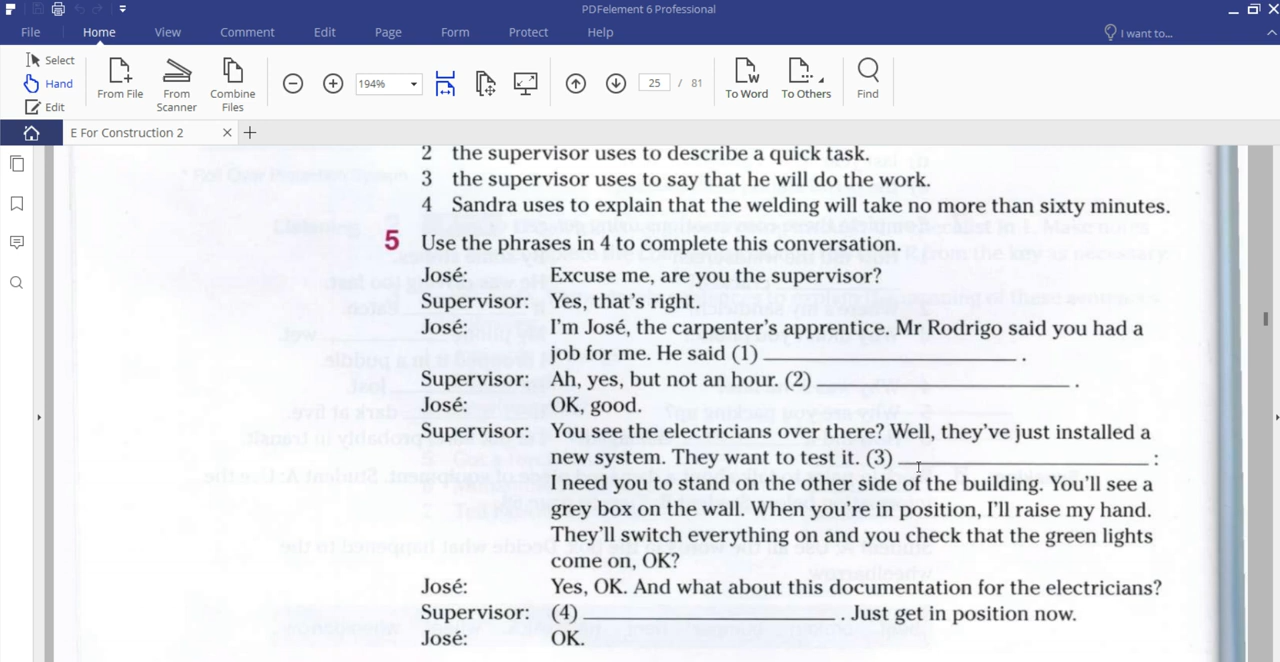 PDFelement 6 Professional
File Home View Comment Edit Page Form Protect Help I want to...
Select
Hand
Edit
From File
From Scanner
Combine Files
194%
25 / 81
To Word
To Others
Find
E For Construction 2
2 the supervisor uses to describe a quick task.
3 the supervisor uses to say that he will do the work.
4 Sandra uses to explain that the welding will take no more than sixty minutes.
5 Use the phrases in 4 to complete this conversation.
José: Excuse me, are you the supervisor?
Supervisor: Yes, that's right.
José: I'm José, the carpenter's apprentice. Mr Rodrigo said you had a
job for me. He said (1) ______________ .
Supervisor: Ah, yes, but not an hour. (2) ______________ .
José: OK, good.
Supervisor: You see the electricians over there? Well, they've just installed a
new system. They want to test it. (3) ______________ :
I need you to stand on the other side of the building. You'll see a
grey box on the wall. When you're in position, I'll raise my hand.
They'll switch everything on and you check that the green lights
come on, OK?
José: Yes, OK. And what about this documentation for the electricians?
Supervisor: (4) ______________ . Just get in position now.
José: OK.